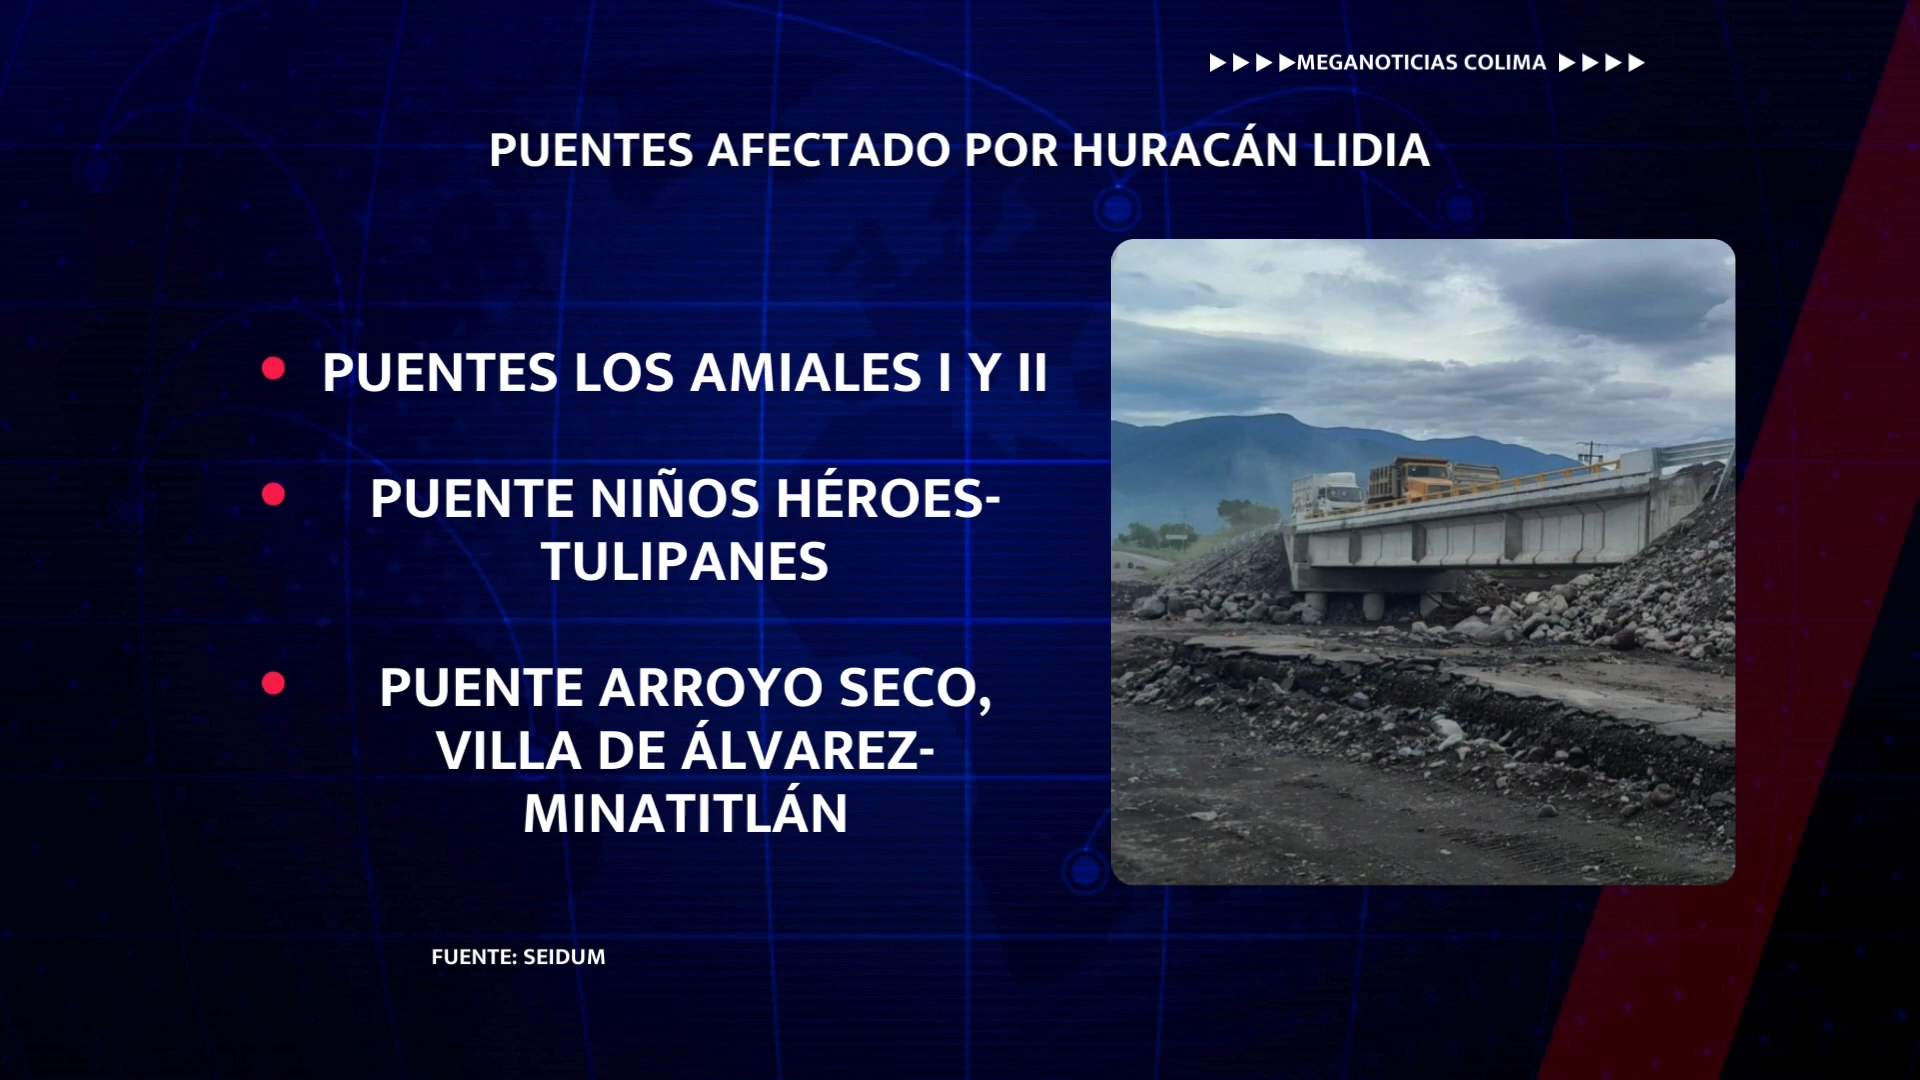 MEGANOTICIAS COLIMA
PUENTES AFECTADO POR HURACÁN LIDIA
PUENTES LOS AMIALES I Y II
PUENTE NIÑOS HÉROES-
TULIPANES
PUENTE ARROYO SECO,
VILLA DE ÁLVAREZ-
MINATITLÁN
FUENTE: SEIDUM